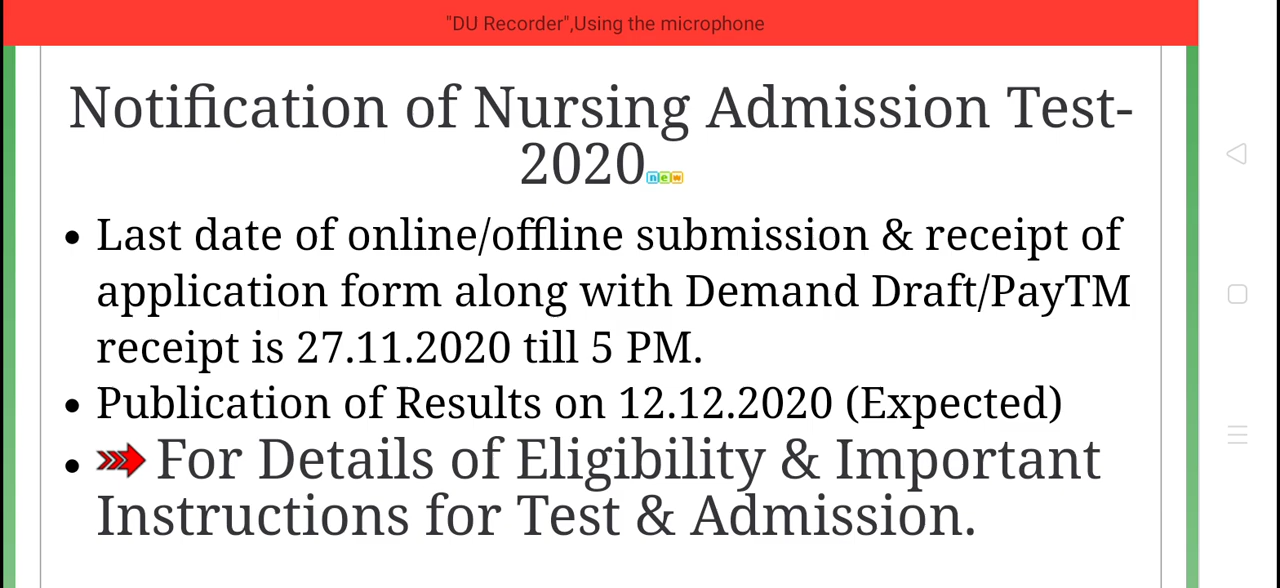 "DU Recorder",Using the microphone
Notification of Nursing Admission Test-
2020 new
• Last date of online/offline submission & receipt of
application form along with Demand Draft/PayTM
receipt is 27.11.2020 till 5 PM.
• Publication of Results on 12.12.2020 (Expected)
• For Details of Eligibility & Important
Instructions for Test & Admission.